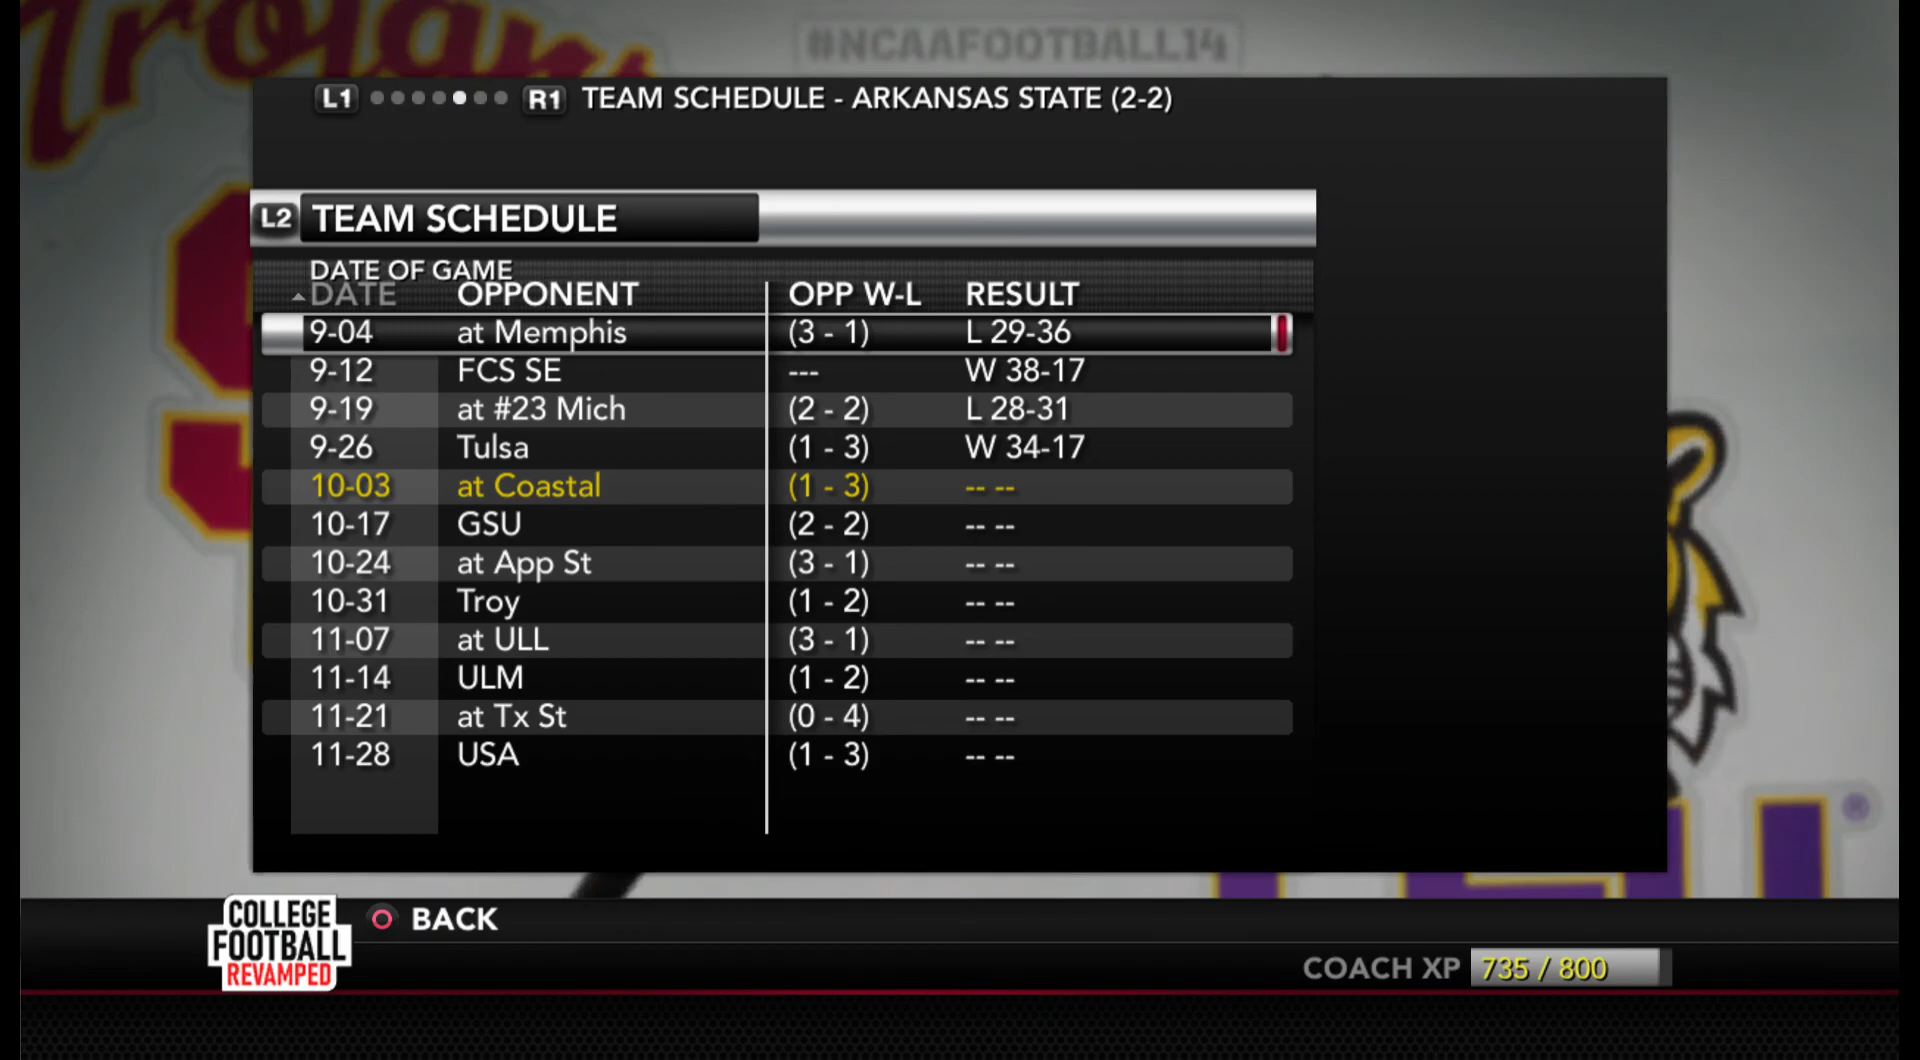 Trojans
#NCAAFOOTBALL14
L1 R1 TEAM SCHEDULE - ARKANSAS STATE (2-2)
L2 TEAM SCHEDULE
DATE OF GAME
DATE OPPONENT OPP W-L RESULT
9-04 at Memphis (3 - 1) L 29-36
9-12 FCS SE --- W 38-17
9-19 at #23 Mich (2 - 2) L 28-31
9-26 Tulsa (1 - 3) W 34-17
10-03 at Coastal (1 - 3) -- --
10-17 GSU (2 - 2) -- --
10-24 at App St (3 - 1) -- --
10-31 Troy (1 - 2) -- --
11-07 at ULL (3 - 1) -- --
11-14 ULM (1 - 2) -- --
11-21 at Tx St (0 - 4) -- --
11-28 USA (1 - 3) -- --
®
COLLEGE
FOOTBALL
REVAMPED
BACK
COACH XP 735 / 800